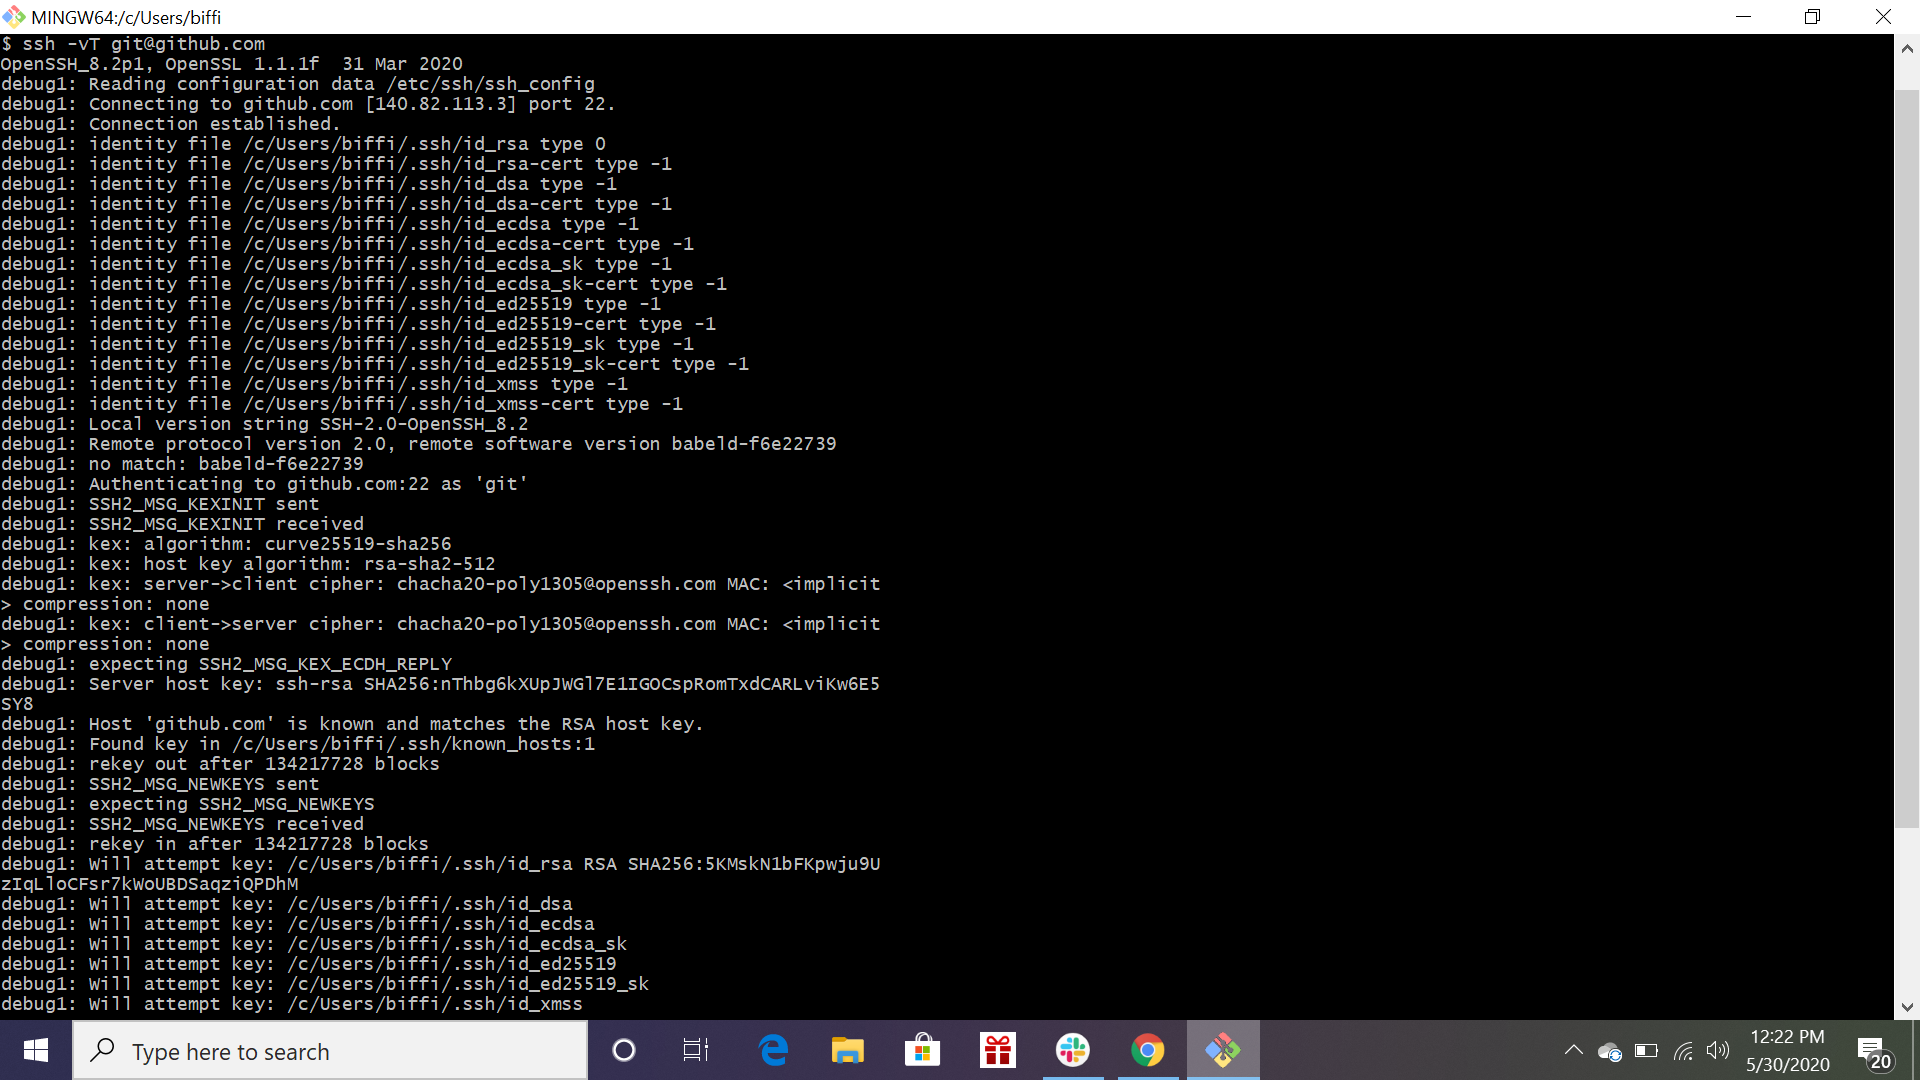 MINGW64:/c/Users/biffi
$ ssh -vT git@github.com
OpenSSH_8.2p1, OpenSSL 1.1.1f  31 Mar 2020
debug1: Reading configuration data /etc/ssh/ssh_config
debug1: Connecting to github.com [140.82.113.3] port 22.
debug1: Connection established.
debug1: identity file /c/Users/biffi/.ssh/id_rsa type 0
debug1: identity file /c/Users/biffi/.ssh/id_rsa-cert type -1
debug1: identity file /c/Users/biffi/.ssh/id_dsa type -1
debug1: identity file /c/Users/biffi/.ssh/id_dsa-cert type -1
debug1: identity file /c/Users/biffi/.ssh/id_ecdsa type -1
debug1: identity file /c/Users/biffi/.ssh/id_ecdsa-cert type -1
debug1: identity file /c/Users/biffi/.ssh/id_ecdsa_sk type -1
debug1: identity file /c/Users/biffi/.ssh/id_ecdsa_sk-cert type -1
debug1: identity file /c/Users/biffi/.ssh/id_ed25519 type -1
debug1: identity file /c/Users/biffi/.ssh/id_ed25519-cert type -1
debug1: identity file /c/Users/biffi/.ssh/id_ed25519_sk type -1
debug1: identity file /c/Users/biffi/.ssh/id_ed25519_sk-cert type -1
debug1: identity file /c/Users/biffi/.ssh/id_xmss type -1
debug1: identity file /c/Users/biffi/.ssh/id_xmss-cert type -1
debug1: Local version string SSH-2.0-OpenSSH_8.2
debug1: Remote protocol version 2.0, remote software version babeld-f6e22739
debug1: no match: babeld-f6e22739
debug1: Authenticating to github.com:22 as 'git'
debug1: SSH2_MSG_KEXINIT sent
debug1: SSH2_MSG_KEXINIT received
debug1: kex: algorithm: curve25519-sha256
debug1: kex: host key algorithm: rsa-sha2-512
debug1: kex: server->client cipher: chacha20-poly1305@openssh.com MAC: <implicit
> compression: none
debug1: kex: client->server cipher: chacha20-poly1305@openssh.com MAC: <implicit
> compression: none
debug1: expecting SSH2_MSG_KEX_ECDH_REPLY
debug1: Server host key: ssh-rsa SHA256:nThbg6kXUpJWGl7E1IGOCspRomTxdCARLviKw6E5
SY8
debug1: Host 'github.com' is known and matches the RSA host key.
debug1: Found key in /c/Users/biffi/.ssh/known_hosts:1
debug1: rekey out after 134217728 blocks
debug1: SSH2_MSG_NEWKEYS sent
debug1: expecting SSH2_MSG_NEWKEYS
debug1: SSH2_MSG_NEWKEYS received
debug1: rekey in after 134217728 blocks
debug1: Will attempt key: /c/Users/biffi/.ssh/id_rsa RSA SHA256:5KMskN1bFKpwju9U
zIqLloCFsr7kWoUBDSaqziQPDhM
debug1: Will attempt key: /c/Users/biffi/.ssh/id_dsa
debug1: Will attempt key: /c/Users/biffi/.ssh/id_ecdsa
debug1: Will attempt key: /c/Users/biffi/.ssh/id_ecdsa_sk
debug1: Will attempt key: /c/Users/biffi/.ssh/id_ed25519
debug1: Will attempt key: /c/Users/biffi/.ssh/id_ed25519_sk
debug1: Will attempt key: /c/Users/biffi/.ssh/id_xmss
Type here to search
12:22 PM
5/30/2020
20